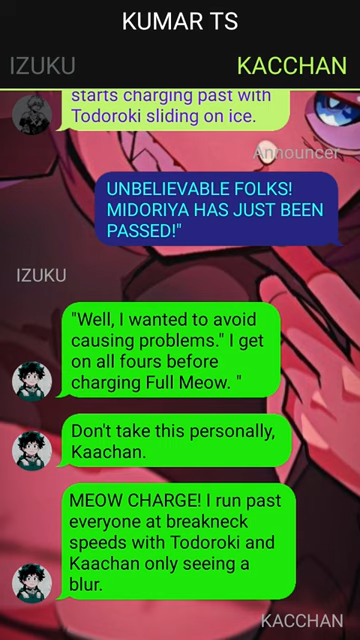 KUMAR TS
IZUKU
KACCHAN
starts charging past with
Todoroki sliding on ice.
Announcer
UNBELIEVABLE FOLKS!
MIDORIYA HAS JUST BEEN
PASSED!"
IZUKU
"Well, I wanted to avoid
causing problems." I get
on all fours before
charging Full Meow. "
Don't take this personally,
Kaachan.
MEOW CHARGE! I run past
everyone at breakneck
speeds with Todoroki and
Kaachan only seeing a
blur.
KACCHAN